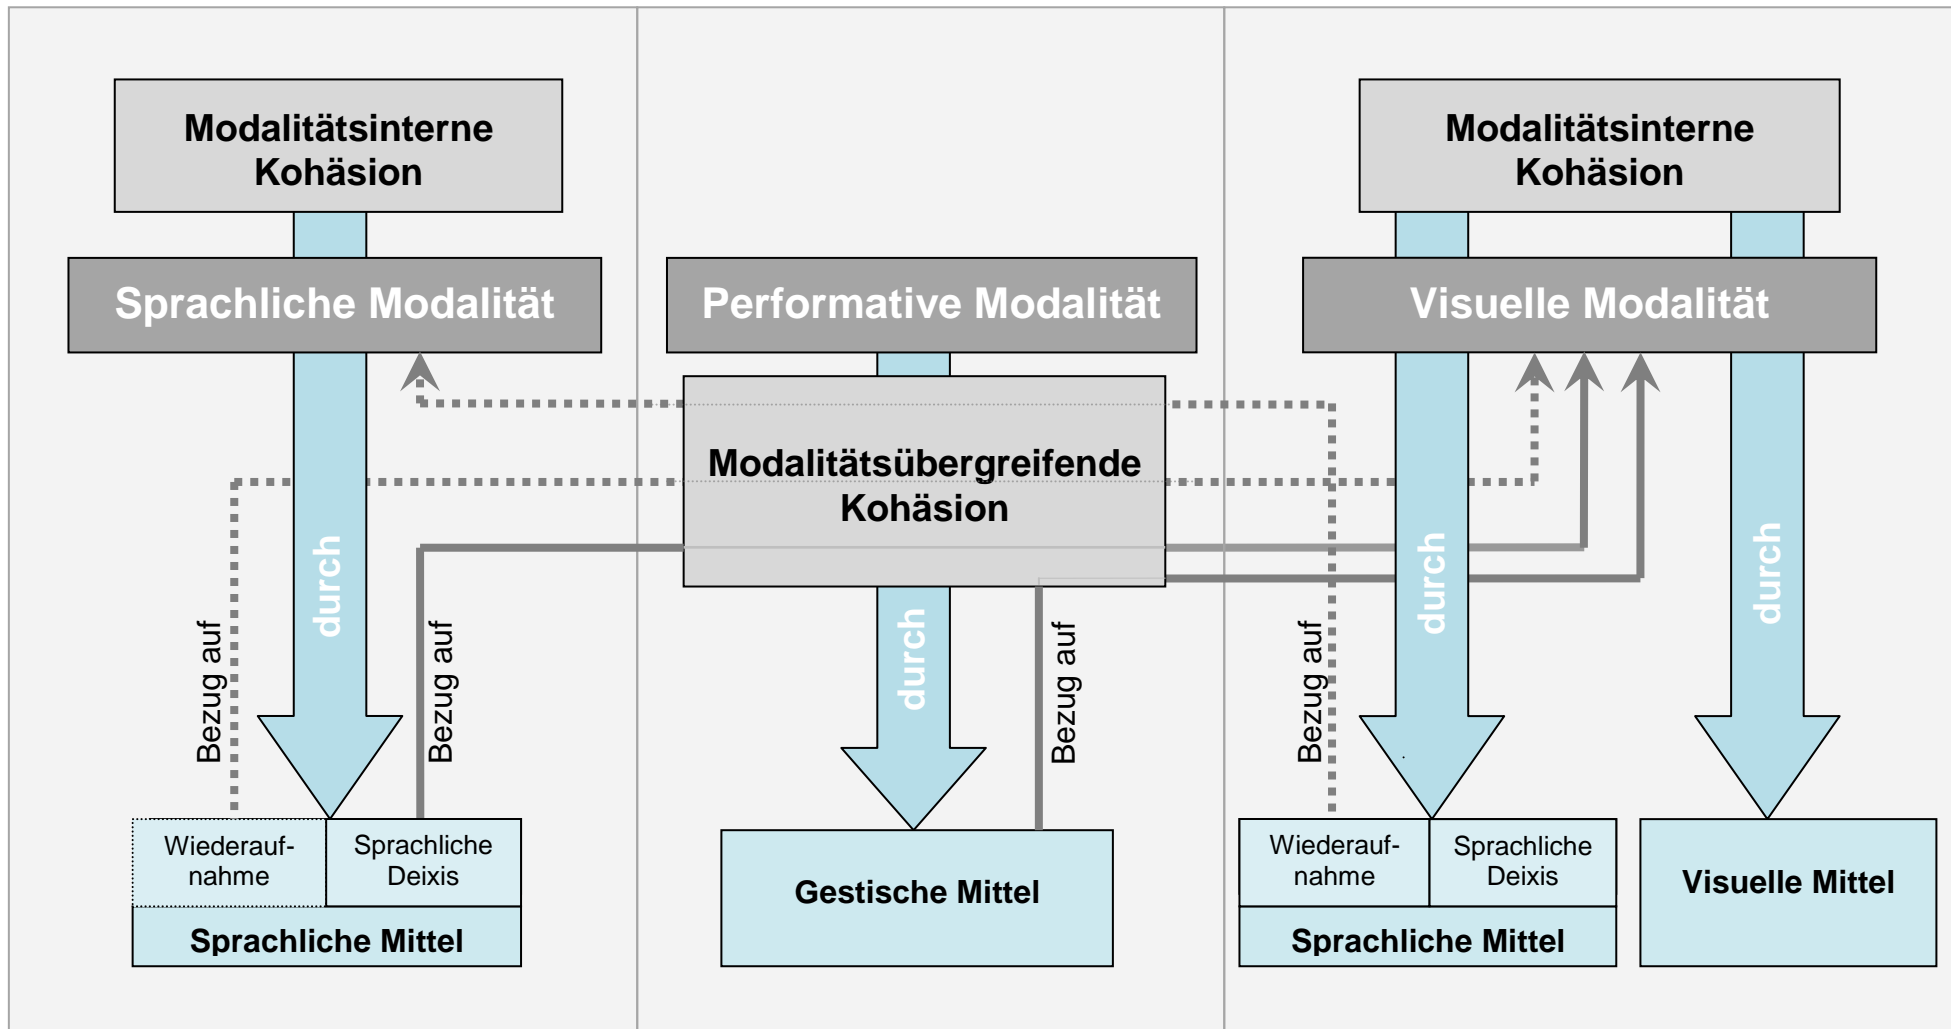 Modalitätsinterne
Kohäsion
Modalitätsinterne
Kohäsion
Sprachliche Modalität
Performative Modalität
Visuelle Modalität
Modalitätsübergreifende
Kohäsion
durch
durch
durch
durch
Bezug auf
Bezug auf
Bezug auf
Bezug auf
Wiederauf-
nahme
Sprachliche
Deixis
Sprachliche Mittel
Gestische Mittel
Wiederauf-
nahme
Sprachliche
Deixis
Sprachliche Mittel
Visuelle Mittel